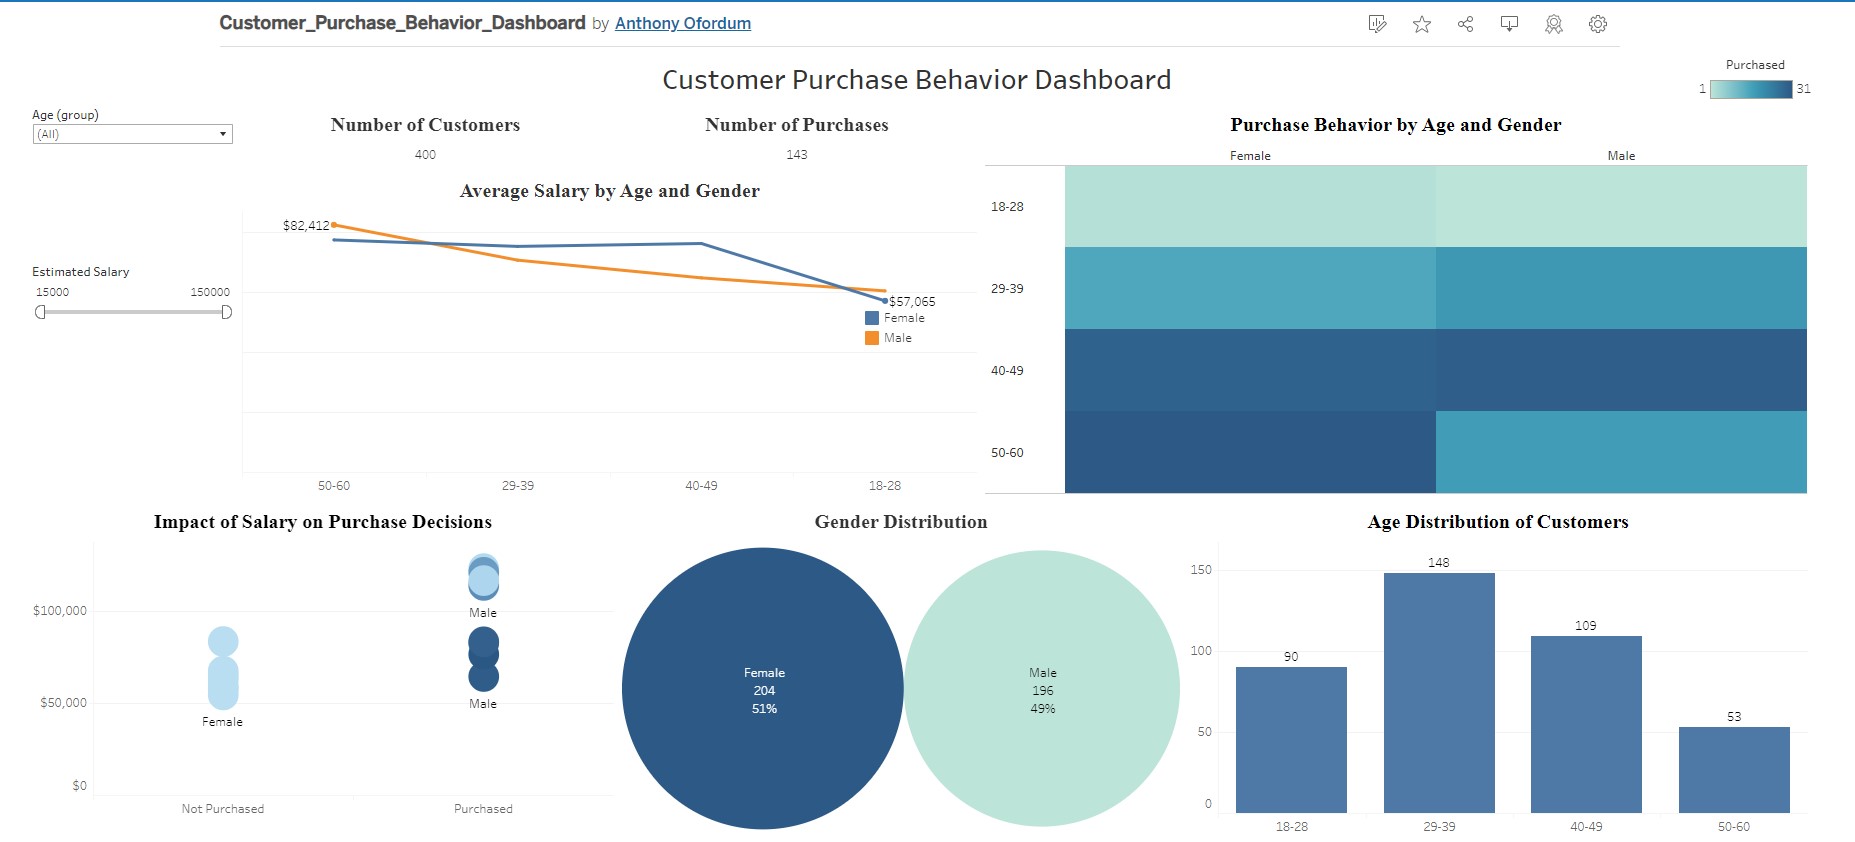 Customer_Purchase_Behavior_Dashboard by Anthony Ofordum
Customer Purchase Behavior Dashboard
Purchased
1 31
Age (group)
(All)
Number of Customers
400
Number of Purchases
143
Estimated Salary
15000 150000
Average Salary by Age and Gender
$82,412
$57,065
Female
Male
50-60 29-39 40-49 18-28
Purchase Behavior by Age and Gender
Female Male
18-28
29-39
40-49
50-60
Impact of Salary on Purchase Decisions
$100,000
$50,000
$0
Male
Male
Female
Not Purchased Purchased
Gender Distribution
Female
204
51%
Male
196
49%
Age Distribution of Customers
150
100
50
0
90
148
109
53
18-28 29-39 40-49 50-60